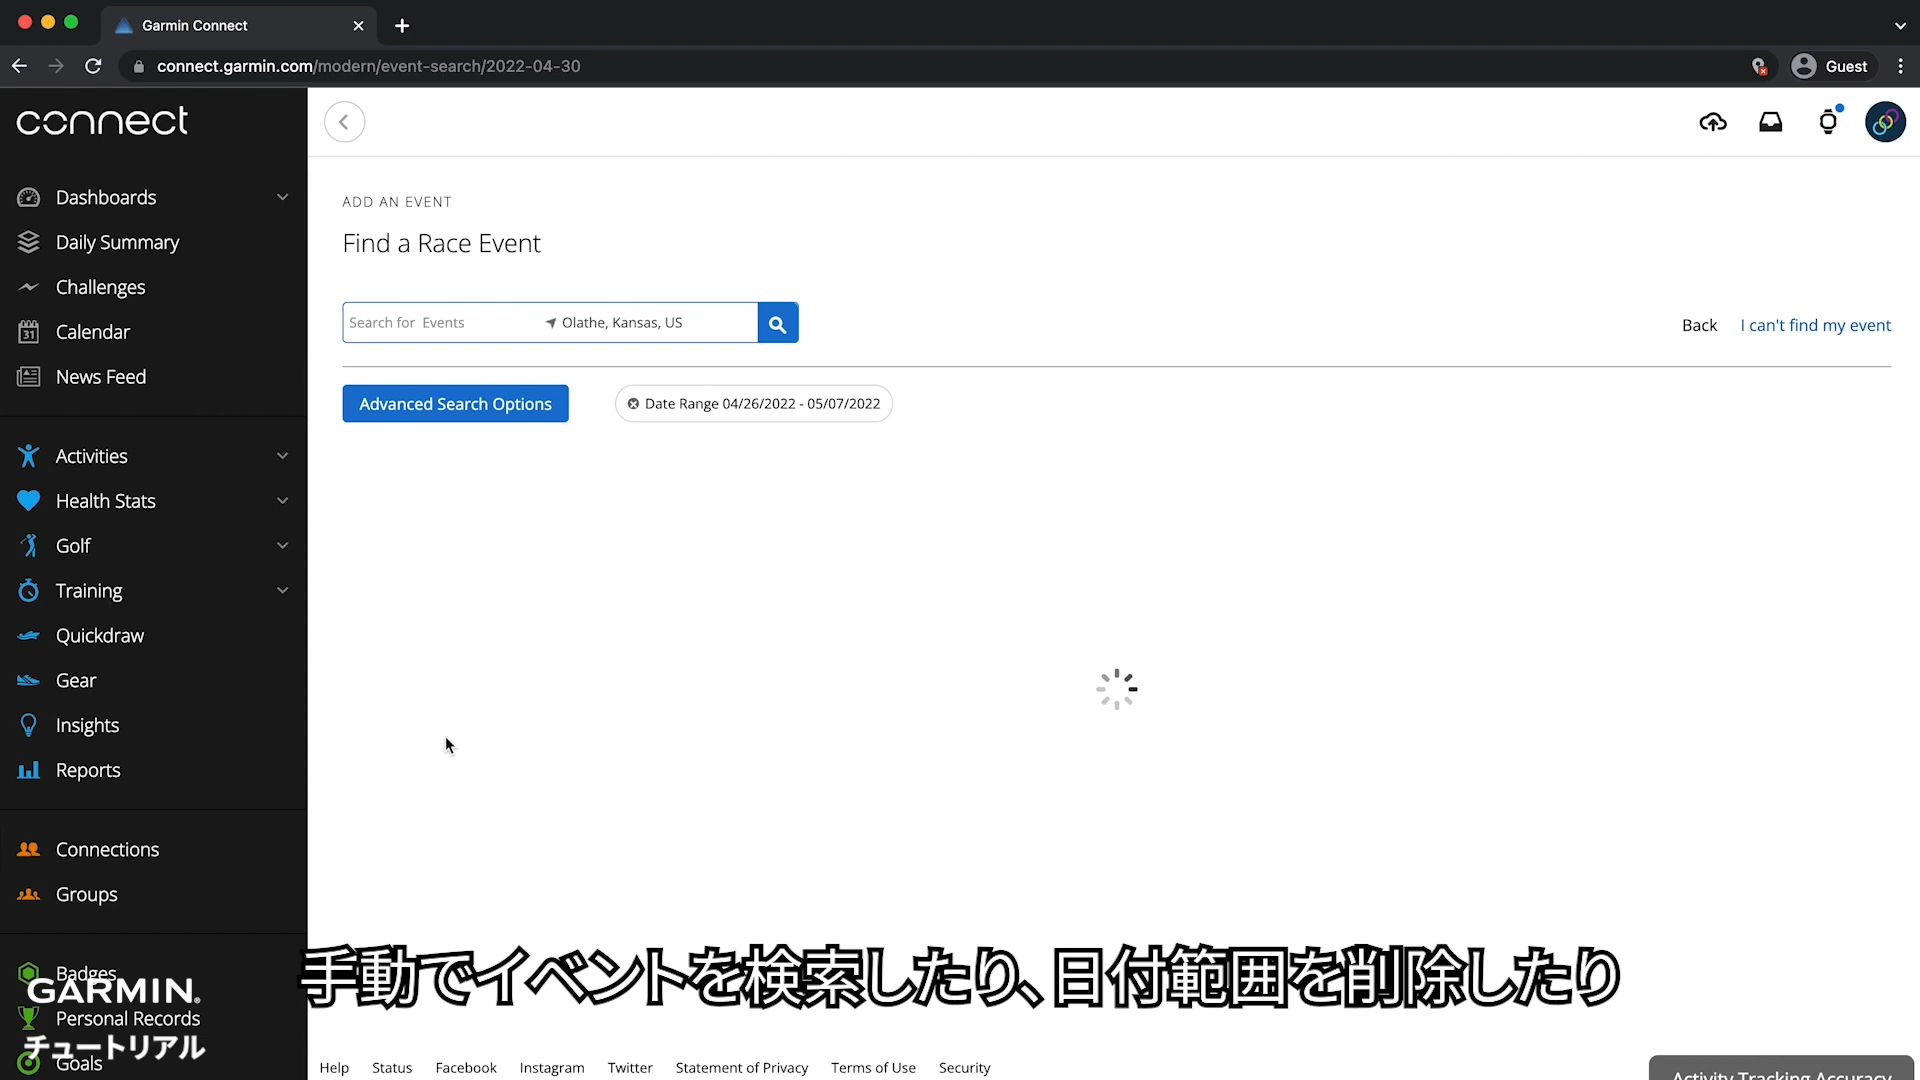 Garmin Connect
connect.garmin.com/modern/event-search/2022-04-30
Guest
connect
Dashboards
Daily Summary
Challenges
31
Calendar
News Feed
Activities
Health Stats
Golf
Training
Quickdraw
Gear
Insights
Reports
Connections
Groups
Badges
Personal Records
Goals
ADD AN EVENT
Find a Race Event
Search for Events
Olathe, Kansas, US
Back
I can't find my event
Advanced Search Options
Date Range 04/26/2022 - 05/07/2022
手動でイベントを検索したり、日付範囲を削除したり
GARMIN.
チュートリアル
Help Status Facebook Instagram Twitter Statement of Privacy Terms of Use Security
Activity Tracking Accuracy